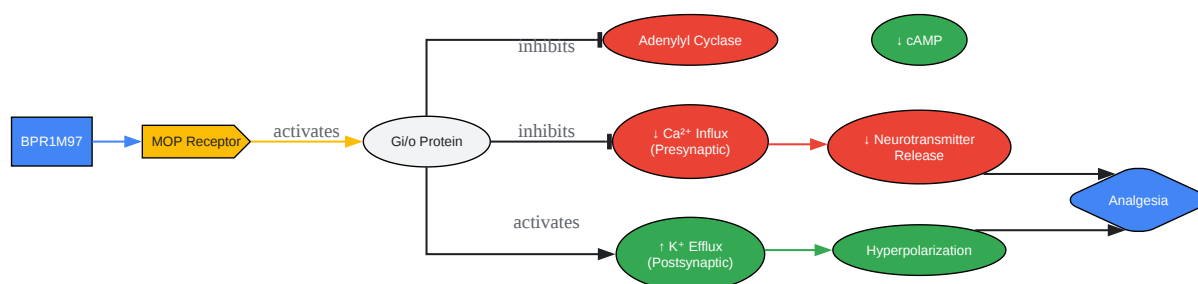 inhibits
Adenylyl Cyclase
↓ cAMP
BPR1M97
MOP Receptor
activates
Gi/o Protein
inhibits
↓ Ca²⁺ Influx
(Presynaptic)
↓ Neurotransmitter
Release
Analgesia
activates
↑ K⁺ Efflux
(Postsynaptic)
Hyperpolarization